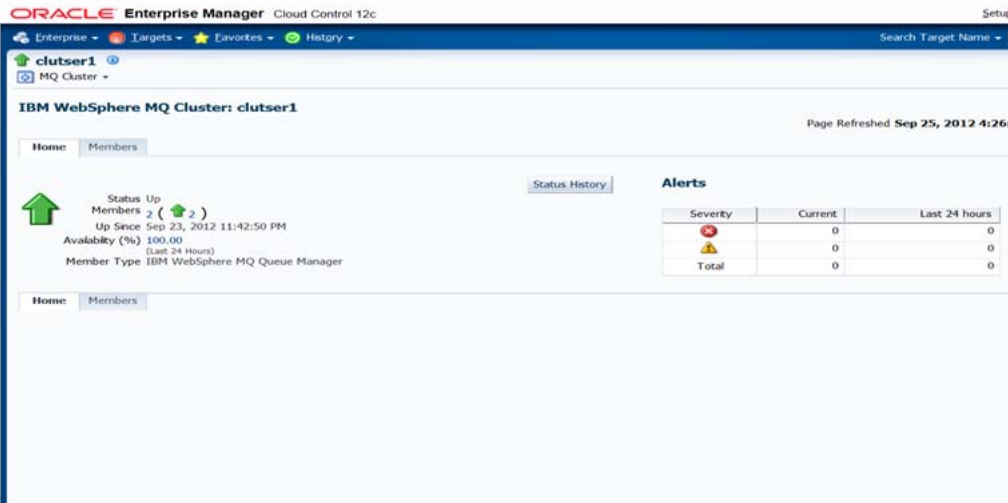 ORACLE Enterprise Manager Cloud Control 12c
Setup
Enterprise Targets Favorites History Search Target Name
clutser1
MQ Cluster
IBM WebSphere MQ Cluster: clutser1
Page Refreshed Sep 25, 2012 4:26:
Home Members
Status History
Alerts
Status Up
Members 2 ( 2 )
Up Since Sep 23, 2012 11:42:50 PM
Availability (%) 100.00
(Last 24 Hours)
Member Type IBM WebSphere MQ Queue Manager
Severity Current Last 24 hours
0 0
0 0
Total 0 0
Home Members